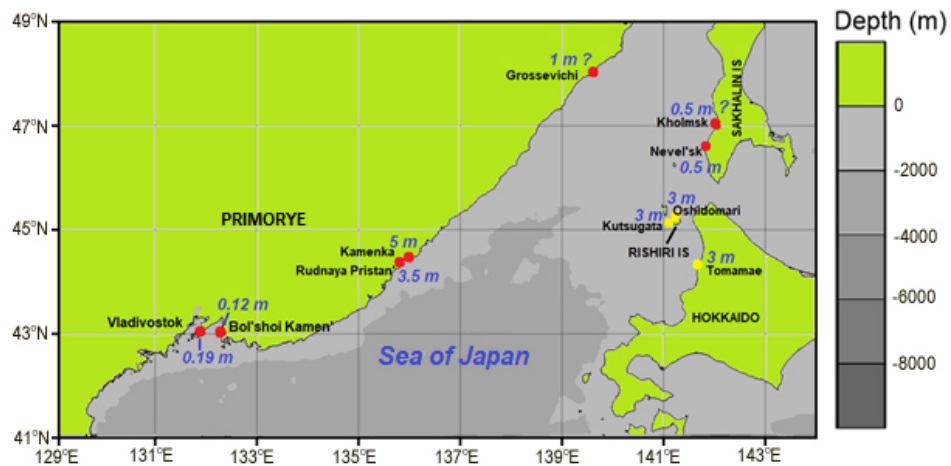 Depth (m)
49°N
47°N
45°N
43°N
41°N
129°E
131°E
133°E
135°E
137°E
139°E
141°E
143°E
0
-2000
-4000
-6000
-8000
1 m ?
Grossevichi
0.5 m ?
Kholmsk
SAKHALIN IS
Nevel'sk
0.5 m
3 m
Oshidomari
3 m
Kutsugata
RISHIRI IS
3 m
Tomamae
HOKKAIDO
PRIMORYE
5 m
Kamenka
Rudnaya Pristan'
3.5 m
0.12 m
Vladivostok
Bol'shoi Kamen'
0.19 m
Sea of Japan